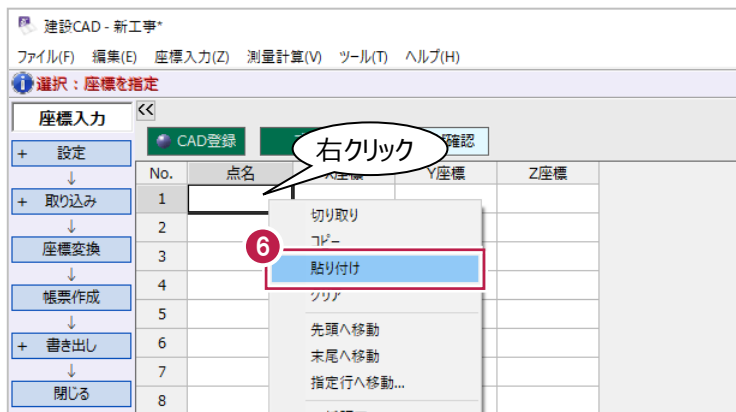 建設CAD - 新工事*
ファイル(F) 編集(E) 座標入力(Z) 測量計算(V) ツール(T) ヘルプ(H)
選択：座標を指定
座標入力
<<
CAD登録
確認
右クリック
+ 設定
↓
+ 取り込み
↓
座標変換
↓
帳票作成
↓
+ 書き出し
↓
閉じる
No. 点名 X座標 Y座標 Z座標
1
2
3
4
5
6
7
8
切り取り
コピー
6
貼り付け
クリア
先頭へ移動
末尾へ移動
指定行へ移動...